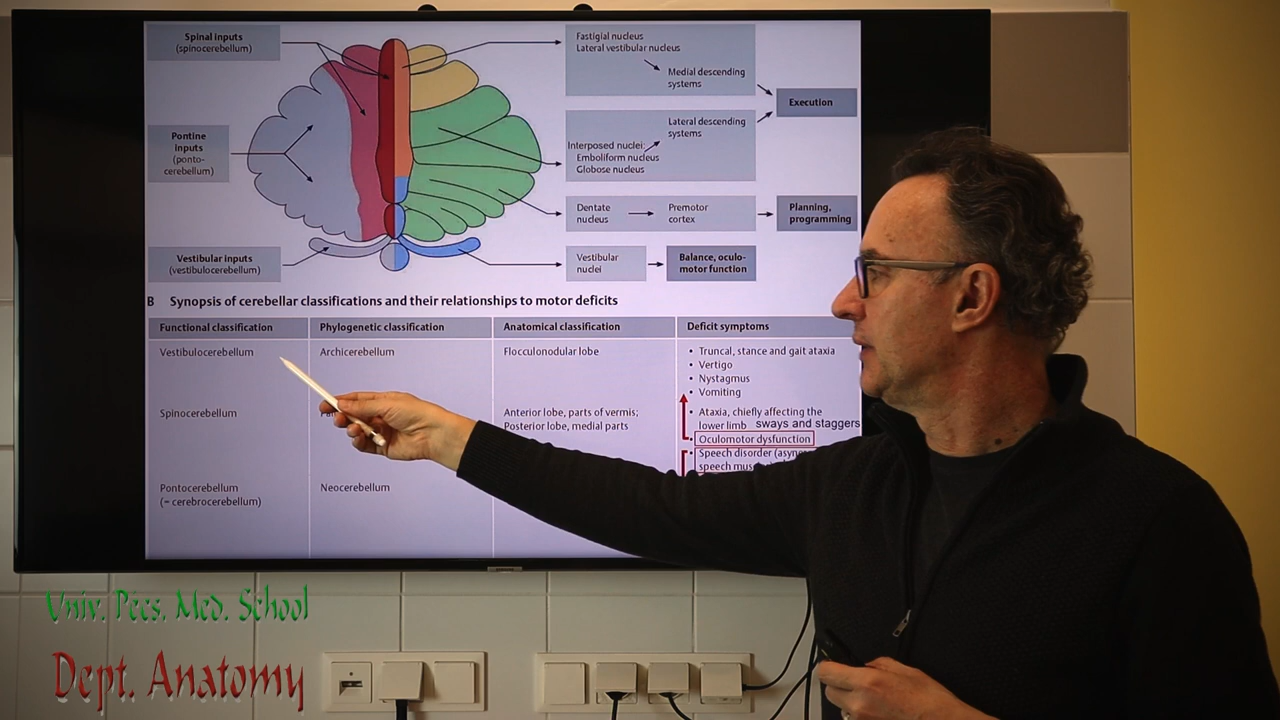 Spinal inputs
(spinocerebellum)
Pontine
inputs
(ponto-
cerebellum)
Vestibular inputs
(vestibulocerebellum)
Fastigial nucleus
Lateral vestibular nucleus
Medial descending
systems
Execution
Lateral descending
systems
Interposed nuclei:
Emboliform nucleus
Globose nucleus
Dentate
nucleus
Premotor
cortex
Planning,
programming
Vestibular
nuclei
Balance, oculo-
motor function
B Synopsis of cerebellar classifications and their relationships to motor deficits
Functional classification Phylogenetic classification Anatomical classification Deficit symptoms
Vestibulocerebellum Archicerebellum Flocculonodular lobe
• Truncal, stance and gait ataxia
• Vertigo
• Nystagmus
• Vomiting
Spinocerebellum
Anterior lobe, parts of vermis;
Posterior lobe, medial parts
• Ataxia, chiefly affecting the
lower limb sways and staggers
• Oculomotor dysfunction
• Speech disorder
speech
Pontocerebellum Neocerebellum
(= cerebrocerebellum)
Univ. Pécs. Med. School
Dept. Anatomy